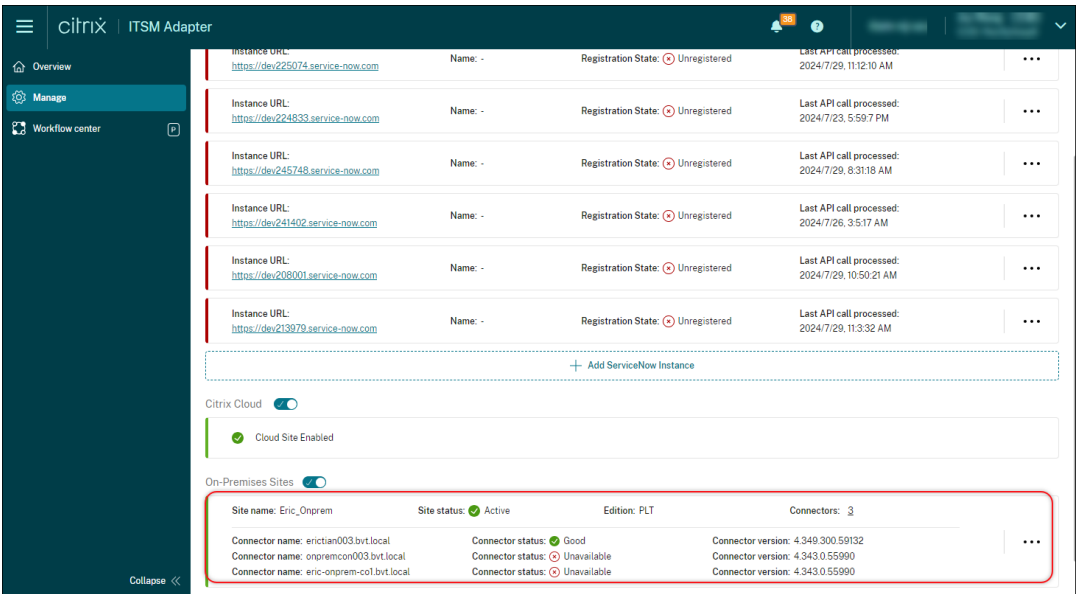 citrix ITSM Adapter
38
?
Overview
Manage
Workflow center P
Collapse
Instance URL:
https://dev225074.service-now.com
Name: -
Registration State: Unregistered
Last API call processed:
2024/7/29, 11:12:10 AM
Instance URL:
https://dev224833.service-now.com
Name: -
Registration State: Unregistered
Last API call processed:
2024/7/23, 5:59:7 PM
Instance URL:
https://dev245748.service-now.com
Name: -
Registration State: Unregistered
Last API call processed:
2024/7/29, 8:31:18 AM
Instance URL:
https://dev241402.service-now.com
Name: -
Registration State: Unregistered
Last API call processed:
2024/7/26, 3:5:17 AM
Instance URL:
https://dev208001.service-now.com
Name: -
Registration State: Unregistered
Last API call processed:
2024/7/29, 10:50:21 AM
Instance URL:
https://dev213979.service-now.com
Name: -
Registration State: Unregistered
Last API call processed:
2024/7/29, 11:3:32 AM
Add ServiceNow Instance
Citrix Cloud
Cloud Site Enabled
On-Premises Sites
Site name: Eric_Onprem Site status: Active Edition: PLT Connectors: 3
Connector name: erictian003.bvt.local Connector status: Good Connector version: 4.349.300.59132
Connector name: onpremcon003.bvt.local Connector status: Unavailable Connector version: 4.343.0.55990
Connector name: eric-onprem-co1.bvt.local Connector status: Unavailable Connector version: 4.343.0.55990